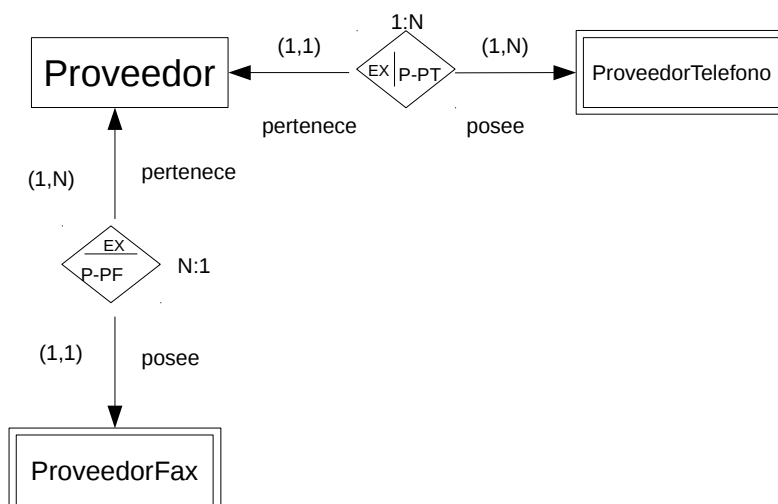 1:N
(1,1)
(1,N)
Proveedor
EX
P-PT
ProveedorTelefono
pertenece
posee
(1,N)
pertenece
EX
P-PF
N:1
(1,1)
posee
ProveedorFax